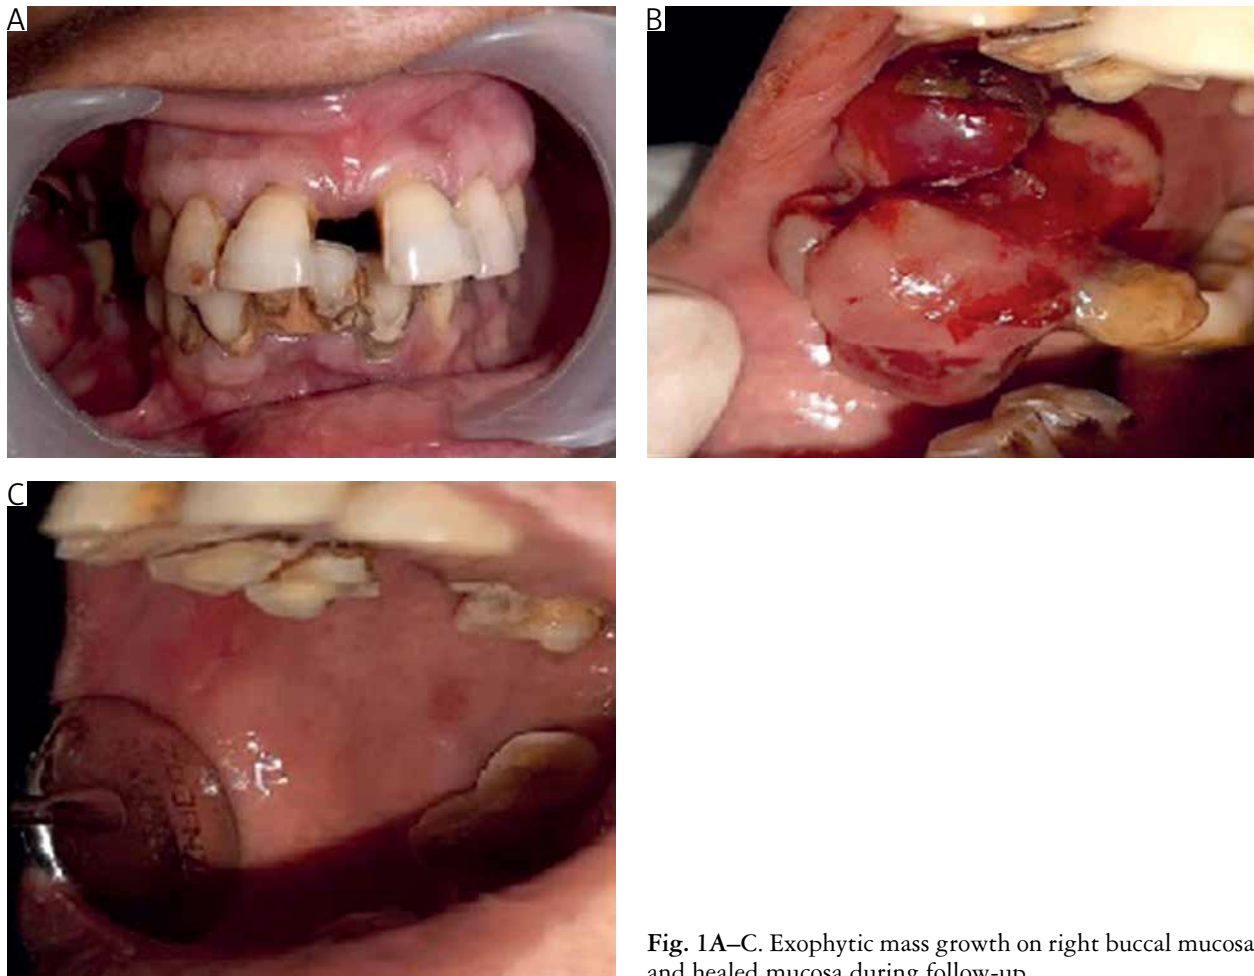 A
B
C
Fig. 1A–C. Exophytic mass growth on right buccal mucosa
and healed mucosa during follow-up